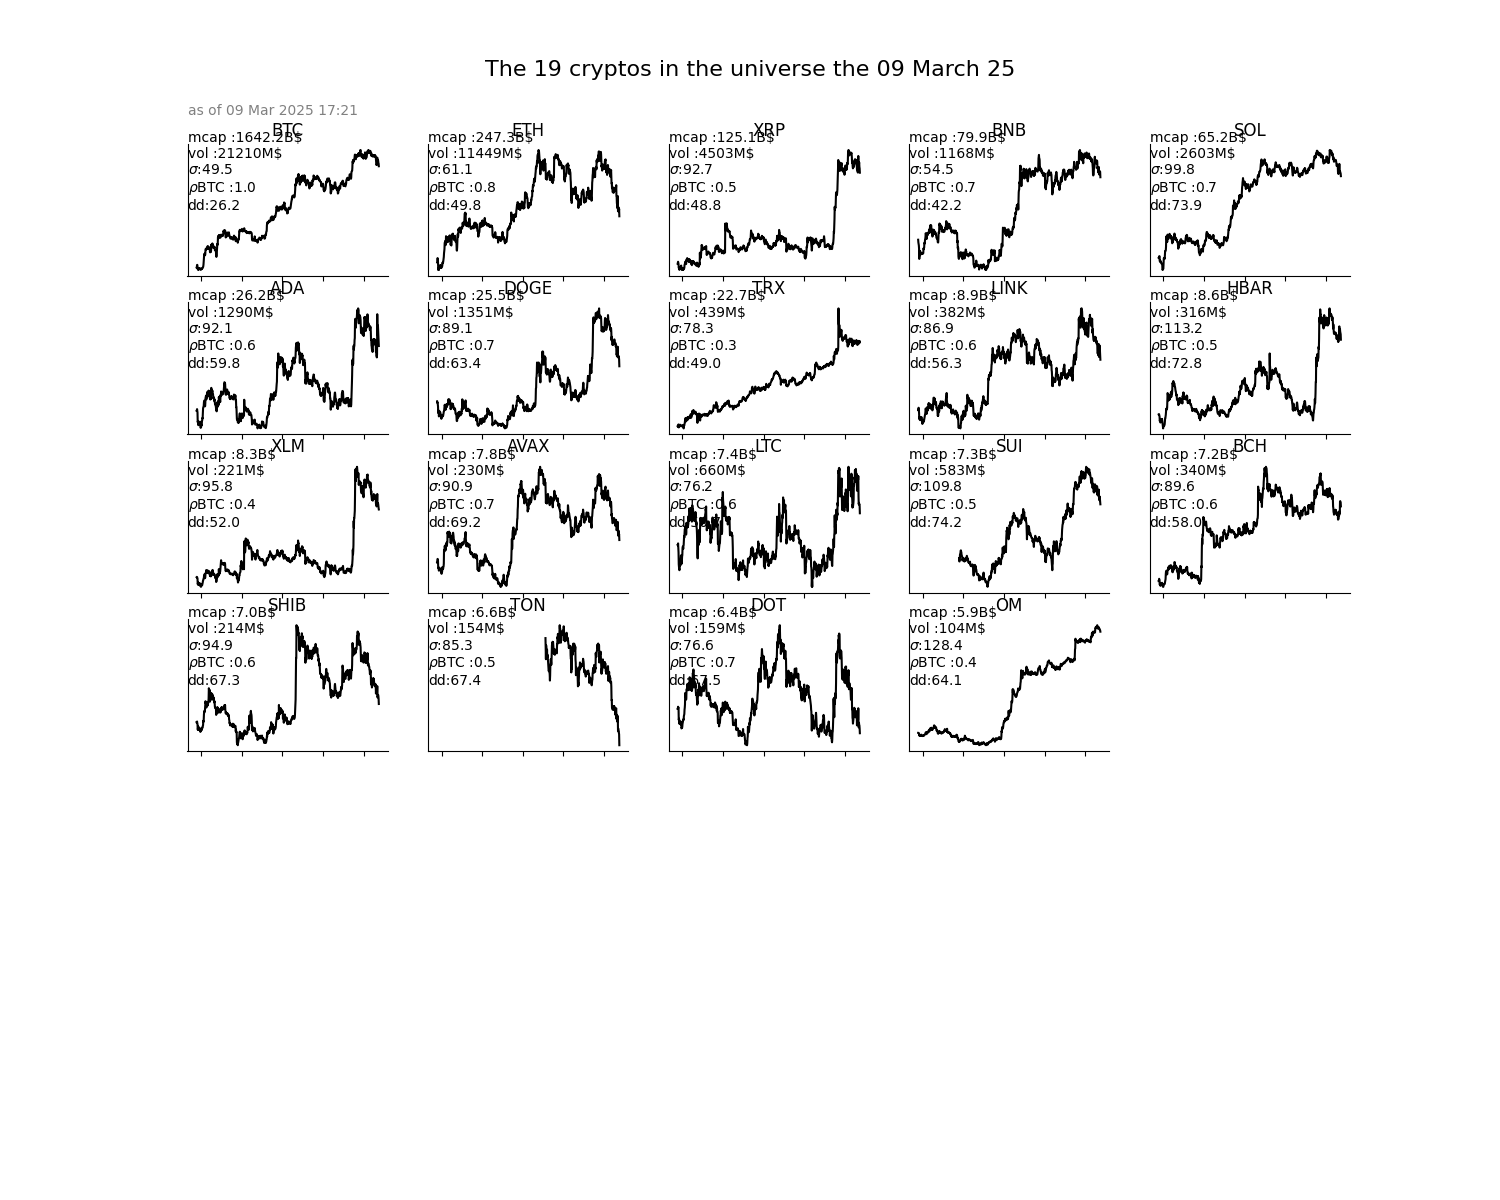 The 19 cryptos in the universe the 09 March 25
as of 09 Mar 2025 17:21
BTC
mcap :1642.2B$
vol :21210M$
σ:49.5
ρBTC :1.0
dd:26.2
ETH
mcap :247.3B$
vol :11449M$
σ:61.1
ρBTC :0.8
dd:49.8
XRP
mcap :125.1B$
vol :4503M$
σ:92.7
ρBTC :0.5
dd:48.8
BNB
mcap :79.9B$
vol :1168M$
σ:54.5
ρBTC :0.7
dd:42.2
SOL
mcap :65.2B$
vol :2603M$
σ:99.8
ρBTC :0.7
dd:73.9
ADA
mcap :26.2B$
vol :1290M$
σ:92.1
ρBTC :0.6
dd:59.8
DOGE
mcap :25.5B$
vol :1351M$
σ:89.1
ρBTC :0.7
dd:63.4
TRX
mcap :22.7B$
vol :439M$
σ:78.3
ρBTC :0.3
dd:49.0
LINK
mcap :8.9B$
vol :382M$
σ:86.9
ρBTC :0.6
dd:56.3
HBAR
mcap :8.6B$
vol :316M$
σ:113.2
ρBTC :0.5
dd:72.8
XLM
mcap :8.3B$
vol :221M$
σ:95.8
ρBTC :0.4
dd:52.0
AVAX
mcap :7.8B$
vol :230M$
σ:90.9
ρBTC :0.7
dd:69.2
LTC
mcap :7.4B$
vol :660M$
σ:76.2
ρBTC :0.6
SUI
mcap :7.3B$
vol :583M$
σ:109.8
ρBTC :0.5
dd:74.2
BCH
mcap :7.2B$
vol :340M$
σ:89.6
ρBTC :0.6
dd:58.0
SHIB
mcap :7.0B$
vol :214M$
σ:94.9
ρBTC :0.6
dd:67.3
TON
mcap :6.6B$
vol :154M$
σ:85.3
ρBTC :0.5
dd:67.4
DOT
mcap :6.4B$
vol :159M$
σ:76.6
ρBTC :0.7
dd:67.5
OM
mcap :5.9B$
vol :104M$
σ:128.4
ρBTC :0.4
dd:64.1